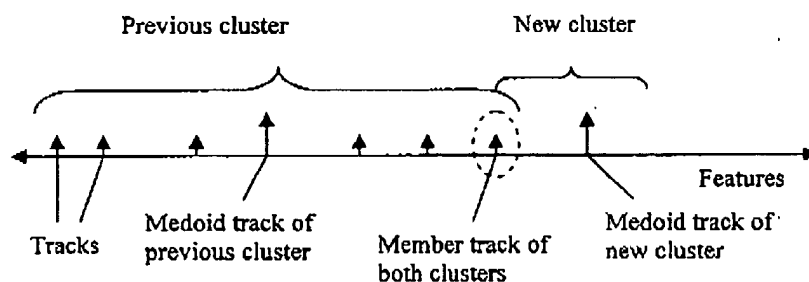 Previous cluster
New cluster
Features
Tracks
Medoid track of
previous cluster
Member track of
both clusters
Medoid track of
new cluster